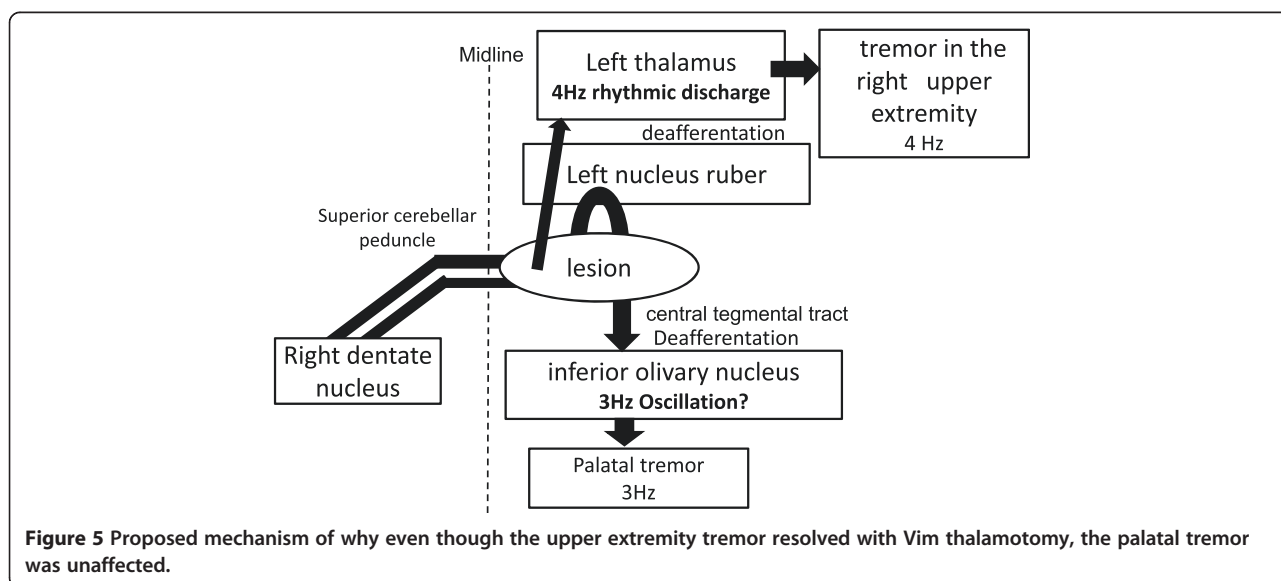 Midline
Left thalamus
4Hz rhythmic discharge
tremor in the
right upper
extremity
4 Hz
deafferentation
Left nucleus ruber
Superior cerebellar
peduncle
lesion
central tegmental tract
Deafferentation
Right dentate
nucleus
inferior olivary nucleus
3Hz Oscillation?
Palatal tremor
3Hz
Figure 5 Proposed mechanism of why even though the upper extremity tremor resolved with Vim thalamotomy, the palatal tremor
was unaffected.